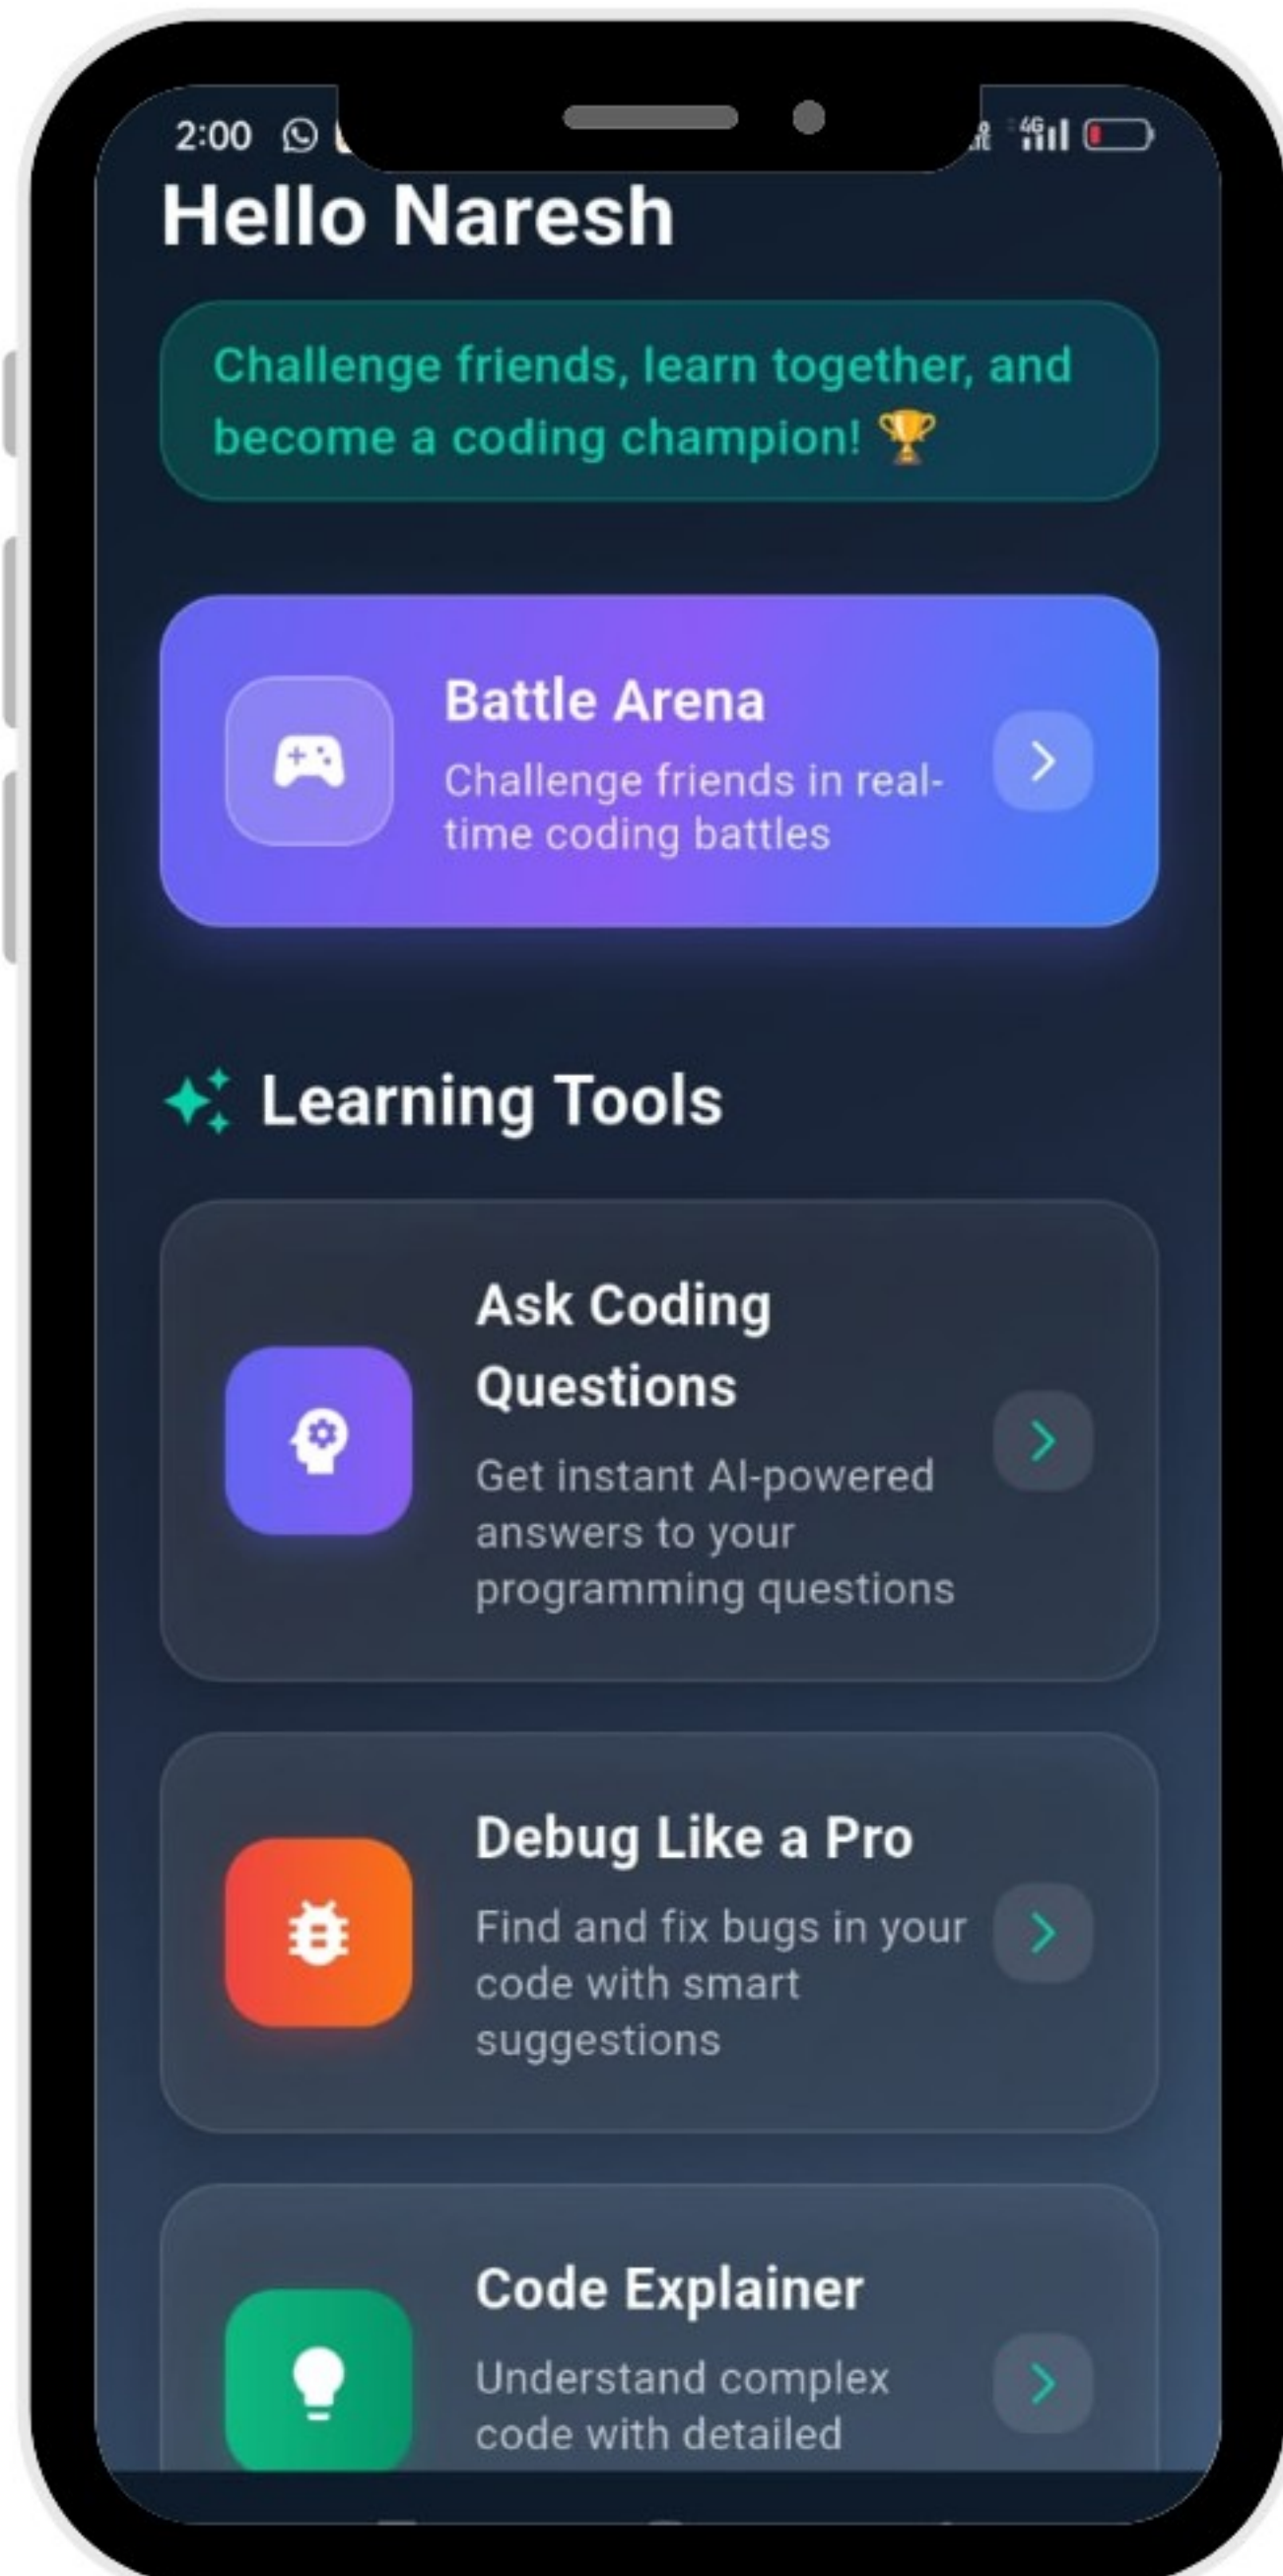 2:00
4G
Hello Naresh
Challenge friends, learn together, and
become a coding champion! 🏆
Battle Arena
Challenge friends in real-
time coding battles
Learning Tools
Ask Coding
Questions
Get instant AI-powered
answers to your
programming questions
Debug Like a Pro
Find and fix bugs in your
code with smart
suggestions
Code Explainer
Understand complex
code with detailed